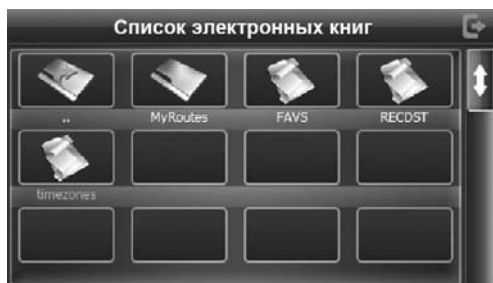 Список электронных книг
.. MyRoutes FAVS RECDST
timezones